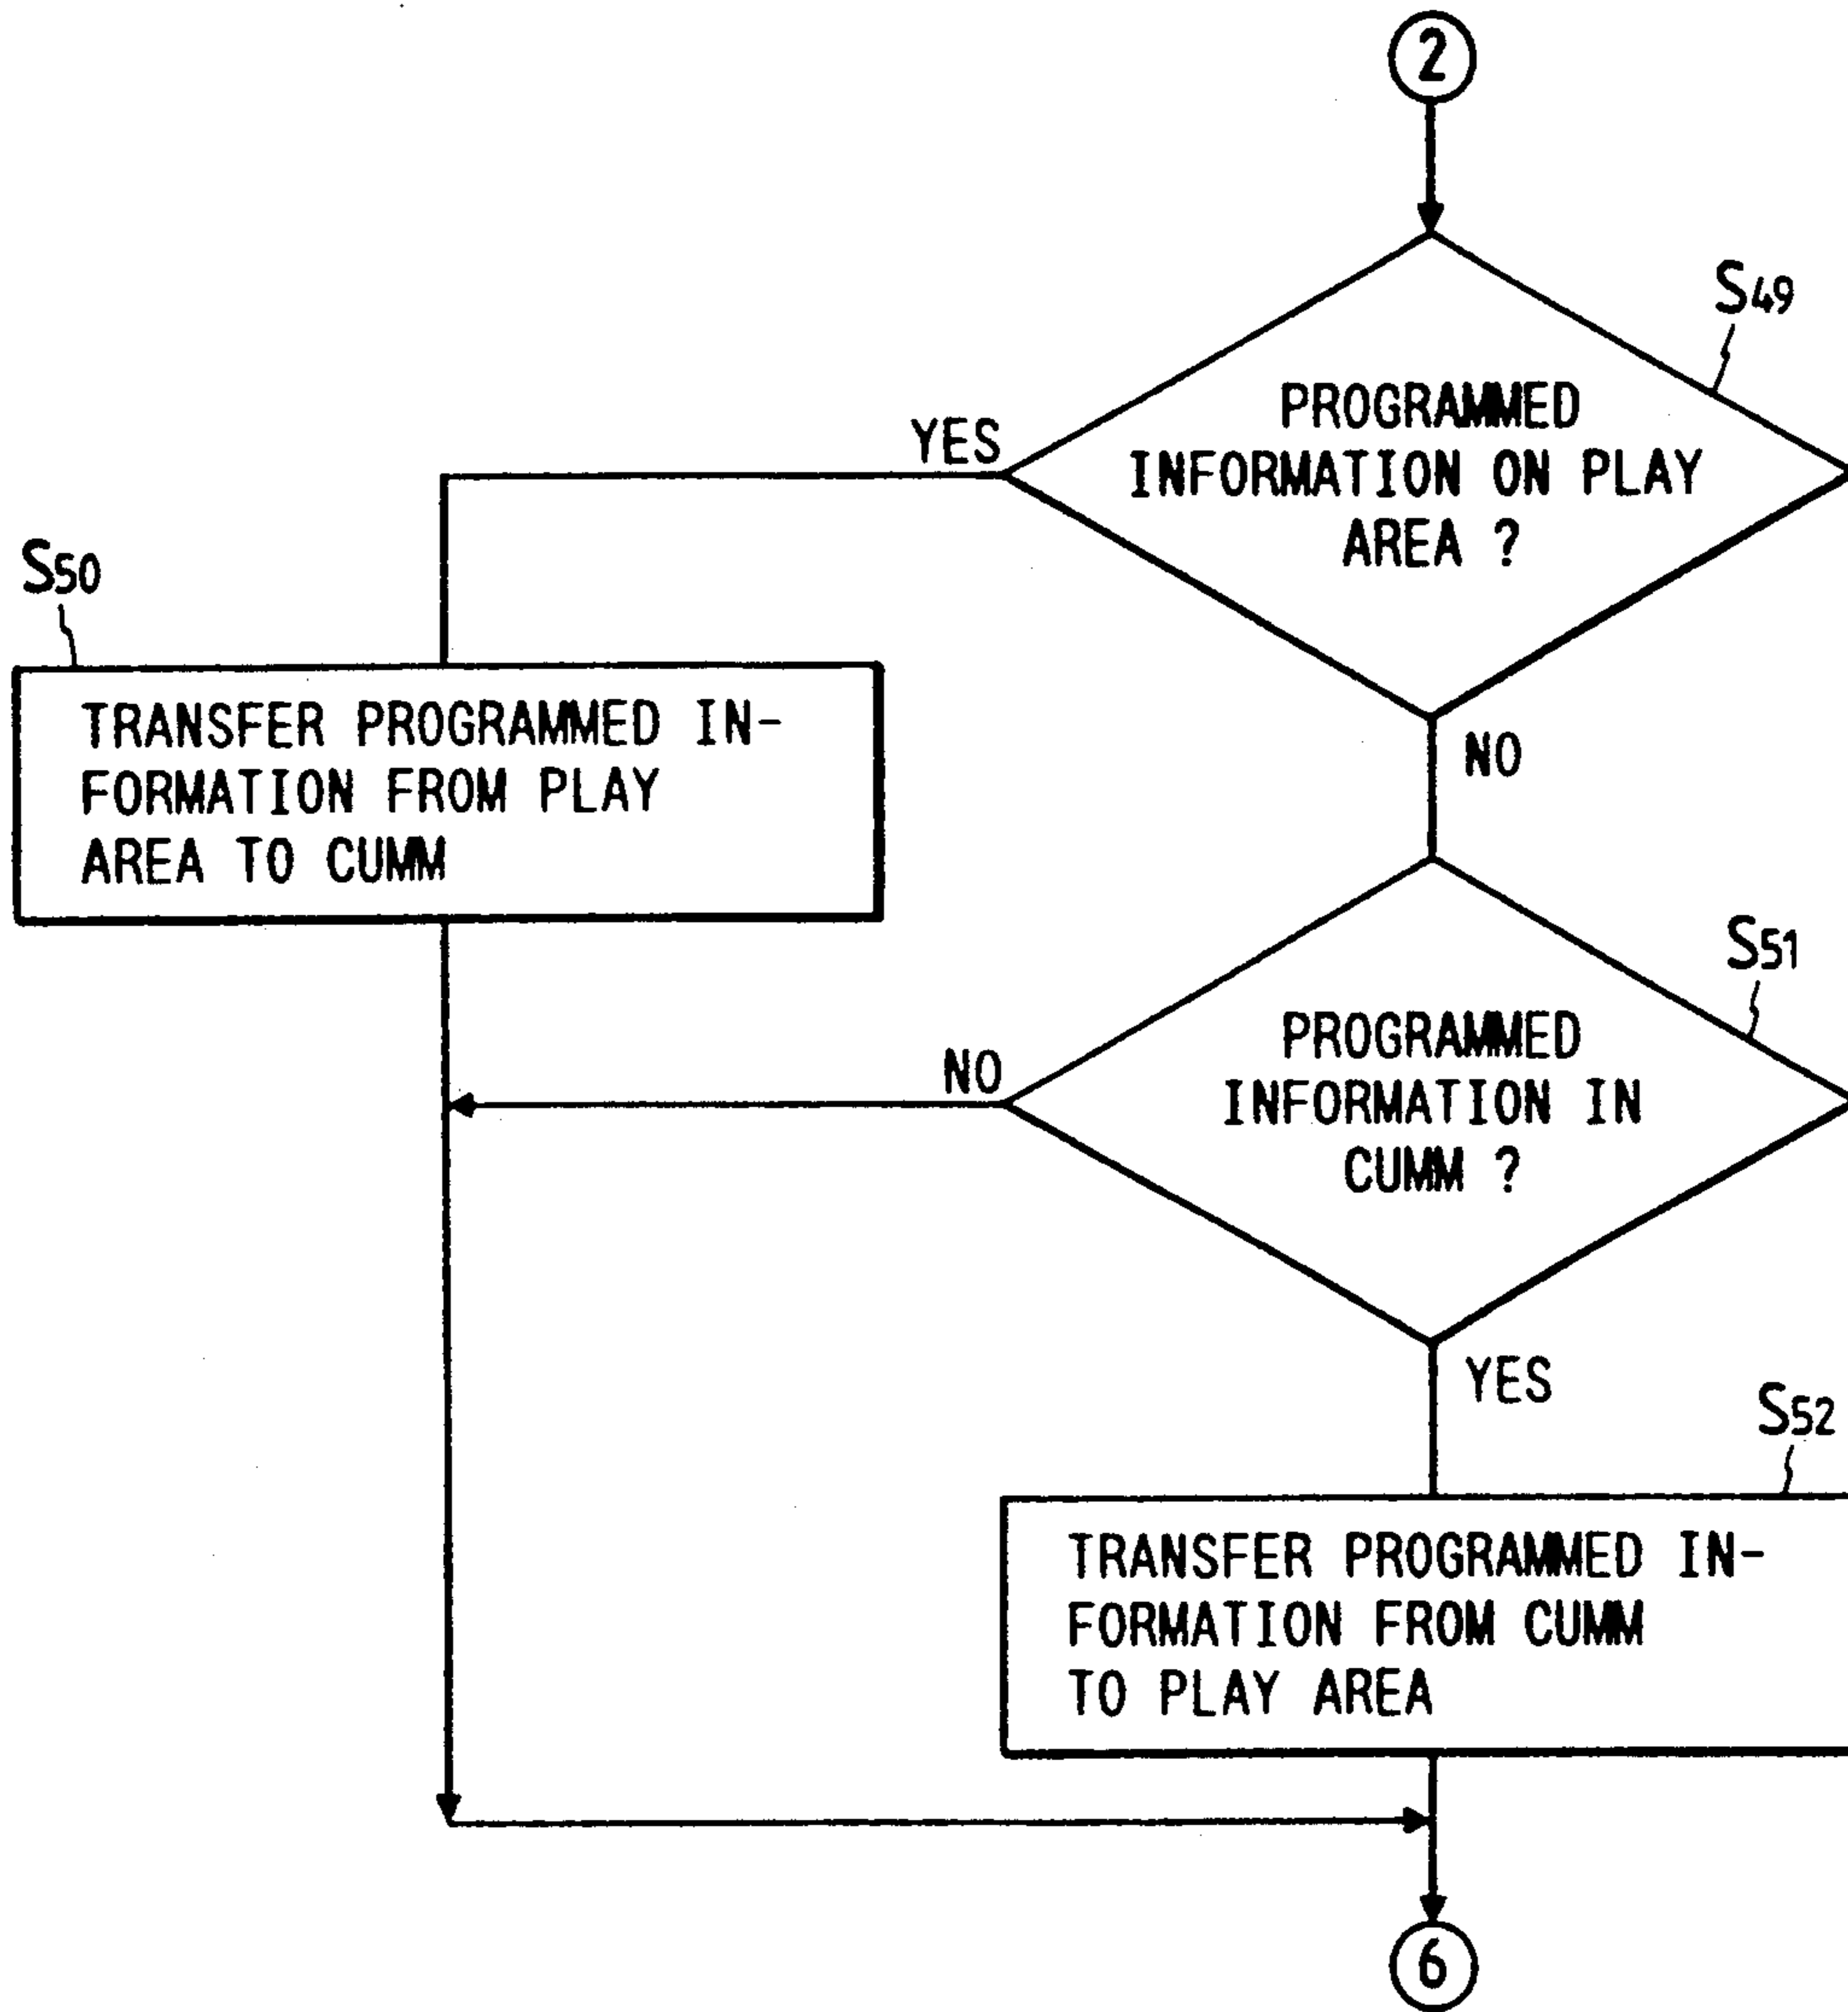 2
S49
PROGRAMMED
INFORMATION ON PLAY
AREA ?
YES
NO
S50
TRANSFER PROGRAMMED IN-
FORMATION FROM PLAY
AREA TO CUMM
S51
PROGRAMMED
INFORMATION IN
CUMM ?
NO
YES
S52
TRANSFER PROGRAMMED IN-
FORMATION FROM CUMM
TO PLAY AREA
6